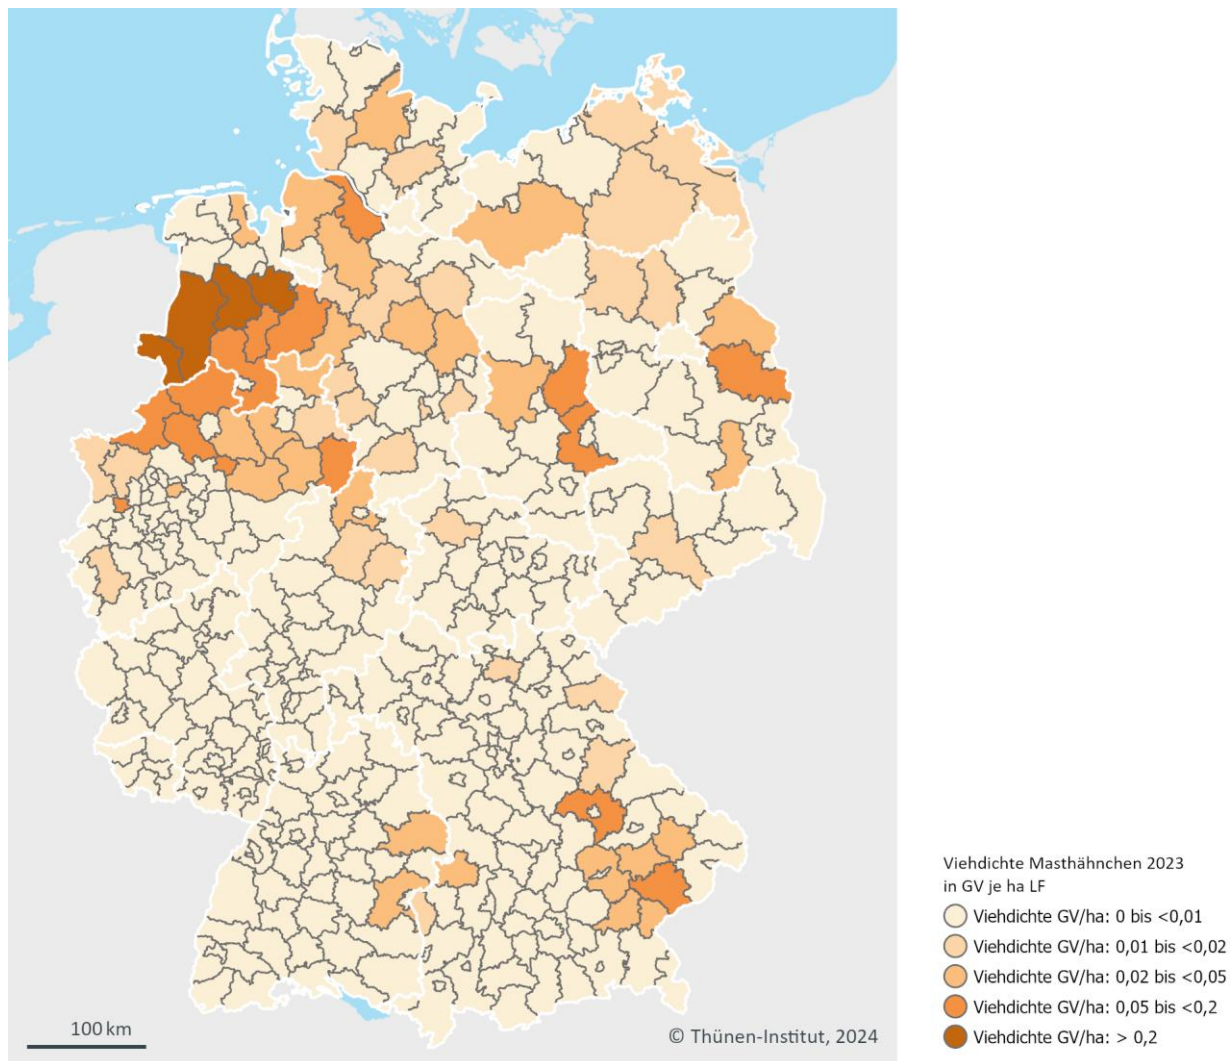 Viehdichte Masthähnchen 2023
in GV je ha LF
Viehdichte GV/ha: 0 bis <0,01
Viehdichte GV/ha: 0,01 bis <0,02
Viehdichte GV/ha: 0,02 bis <0,05
Viehdichte GV/ha: 0,05 bis <0,2
Viehdichte GV/ha: > 0,2
100 km
© Thünen-Institut, 2024